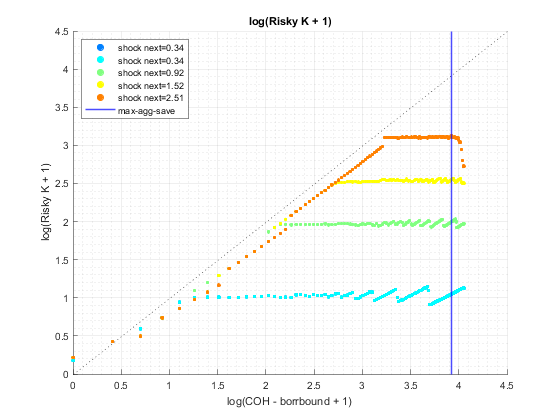 log(Risky K + 1)
4.5
4
3.5
3
2.5
2
1.5
1
0.5
0
log(Risky K + 1)
shock next=0.34
shock next=0.34
shock next=0.92
shock next=1.52
shock next=2.51
max-agg-save
0 0.5 1 1.5 2 2.5 3 3.5 4 4.5
log(COH - borrbound + 1)